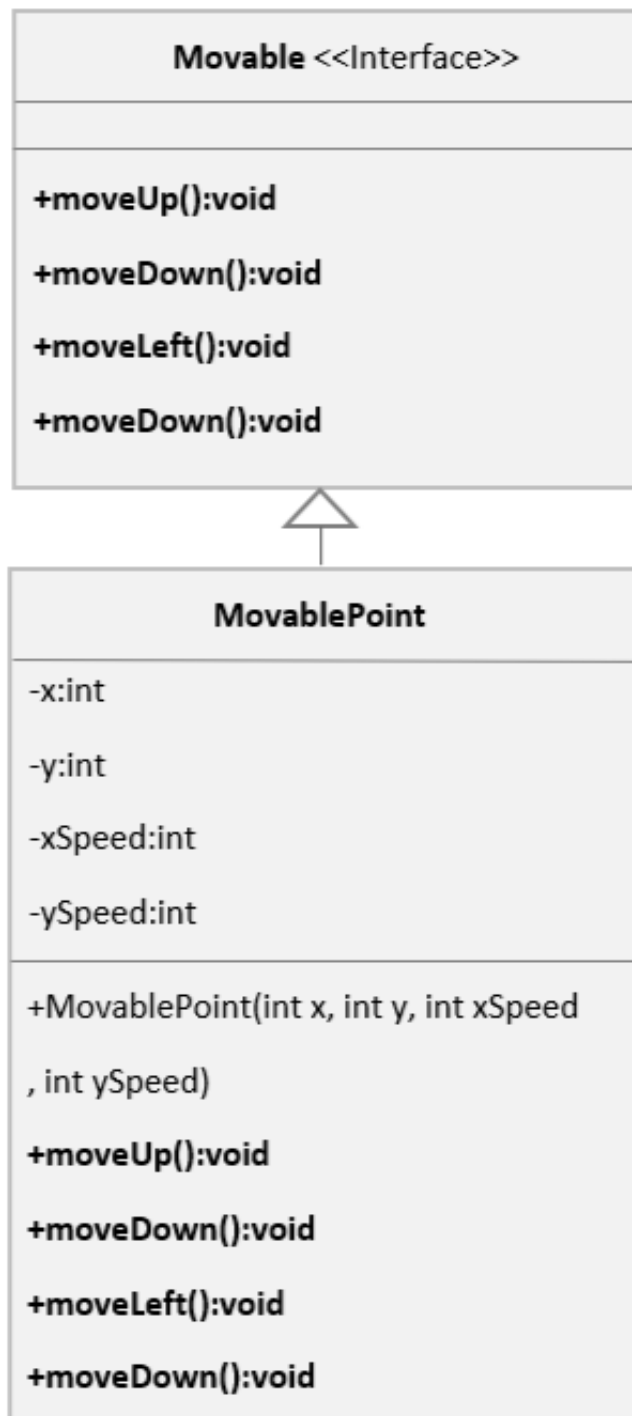 Movable <<Interface>>
+moveUp():void
+moveDown():void
+moveLeft():void
+moveDown():void
MovablePoint
-x:int
-y:int
-xSpeed:int
-ySpeed:int
+MovablePoint(int x, int y, int xSpeed
, int ySpeed)
+moveUp():void
+moveDown():void
+moveLeft():void
+moveDown():void